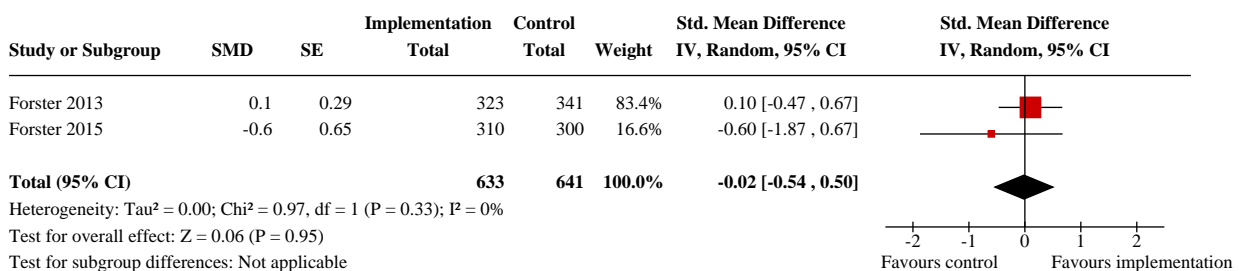 Implementation Control Std. Mean Difference Std. Mean Difference
Study or Subgroup SMD SE Total Total Weight IV, Random, 95% CI IV, Random, 95% CI
Forster 2013 0.1 0.29 323 341 83.4% 0.10 [-0.47 , 0.67]
Forster 2015 -0.6 0.65 310 300 16.6% -0.60 [-1.87 , 0.67]
Total (95% CI) 633 641 100.0% -0.02 [-0.54 , 0.50]
Heterogeneity: Tau² = 0.00; Chi² = 0.97, df = 1 (P = 0.33); I² = 0%
Test for overall effect: Z = 0.06 (P = 0.95)
-2 -1 0 1 2
Test for subgroup differences: Not applicable Favours control Favours implementation